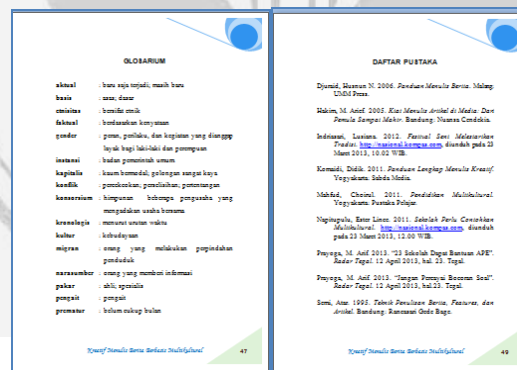 GLOSARIUM
aktual : baru saja terjadi; masih baru
basis : asas; dasar
etnisitas : bersifat etnik
faktual : berdasarkan kenyataan
gender : peran, perilaku, dan kegiatan yang dianggap
layak bagi laki-laki dan perempuan
instansi : badan pemerintah umum
kapitalis : kaum bermodal; golongan sangat kaya
konflik : percekcokan; perselisihan; pertentangan
konsorsium : himpunan beberapa pengusaha yang
mengadakan usaha bersama
kronologis : menurut urutan waktu
kultur : kebudayaan
migran : orang yang melakukan perpindahan
penduduk
narasumber : orang yang memberi informasi
pakar : ahli; spesialis
pengait : pengait
prematur : belum cukup bulan
Kreatif Menulis Berita Berbasis Multikultural 47
DAFTAR PUSTAKA
Djuraid, Husnun N. 2006. Panduan Menulis Berita. Malang:
UMM Press.
Hakim, M. Arief. 2005. Kiat Menulis Artikel di Media: Dari
Pemula Sampai Mahir. Bandung: Nuansa Cendekia.
Indriasari, Lusiana. 2012. Festival Seni Melestarikan
Tradisi. http://nasional.kompas.com, diunduh pada 23
Maret 2013, 10.02 WIB.
Komaidi, Didik. 2011. Panduan Lengkap Menulis Kreatif.
Yogyakarta: Sabda Media.
Mahfud, Choirul. 2011. Pendidikan Multikultural.
Yogyakarta: Pustaka Pelajar.
Napitupulu, Ester Lince. 2011. Sekolah Perlu Contohkan
Multikultural. http://nasional.kompas.com, diunduh
pada 23 Maret 2013, 12.00 WIB.
Prayoga, M. Arif. 2013. "23 Sekolah Dapat Bantuan APE".
Radar Tegal. 12 April 2013, hal. 23. Tegal.
Prayoga, M. Arif. 2013. "Jangan Percayai Bocoran Soal".
Radar Tegal. 12 April 2013, hal.23. Tegal.
Semi, Atar. 1995. Teknik Penulisan Berita, Features, dan
Artikel. Bandung:
Kreatif Menulis Berita Berbasis Multikultural 49